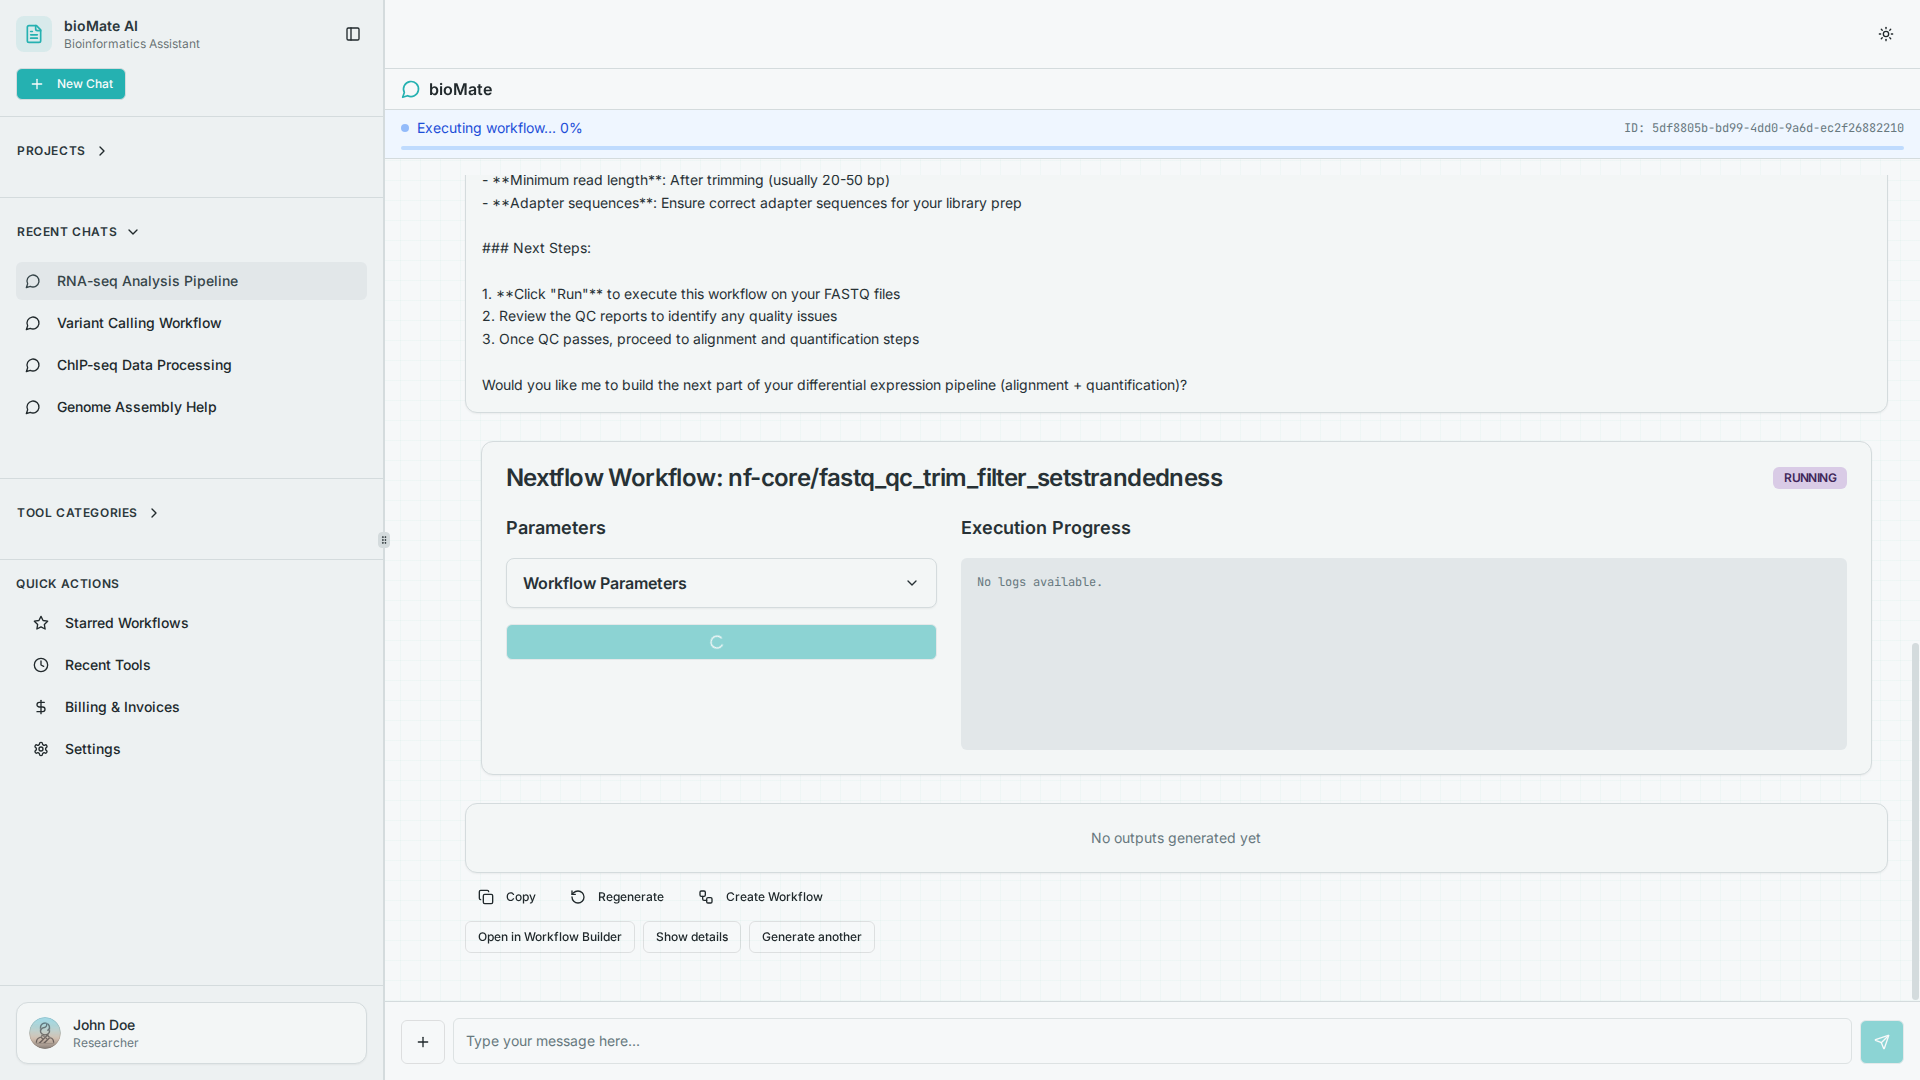 bioMate AI
Bioinformatics Assistant
New Chat
PROJECTS
RECENT CHATS
RNA-seq Analysis Pipeline
Variant Calling Workflow
ChIP-seq Data Processing
Genome Assembly Help
TOOL CATEGORIES
QUICK ACTIONS
Starred Workflows
Recent Tools
Billing & Invoices
Settings
John Doe
Researcher
bioMate
Executing workflow... 0%
ID: 5df8805b-bd99-4dd0-9a6d-ec2f26882210
- **Minimum read length**: After trimming (usually 20-50 bp)
- **Adapter sequences**: Ensure correct adapter sequences for your library prep
### Next Steps:
1. **Click "Run"** to execute this workflow on your FASTQ files
2. Review the QC reports to identify any quality issues
3. Once QC passes, proceed to alignment and quantification steps
Would you like me to build the next part of your differential expression pipeline (alignment + quantification)?
Nextflow Workflow: nf-core/fastq_qc_trim_filter_setstrandedness
RUNNING
Parameters
Workflow Parameters
Execution Progress
No logs available.
No outputs generated yet
Copy
Regenerate
Create Workflow
Open in Workflow Builder
Show details
Generate another
Type your message here...